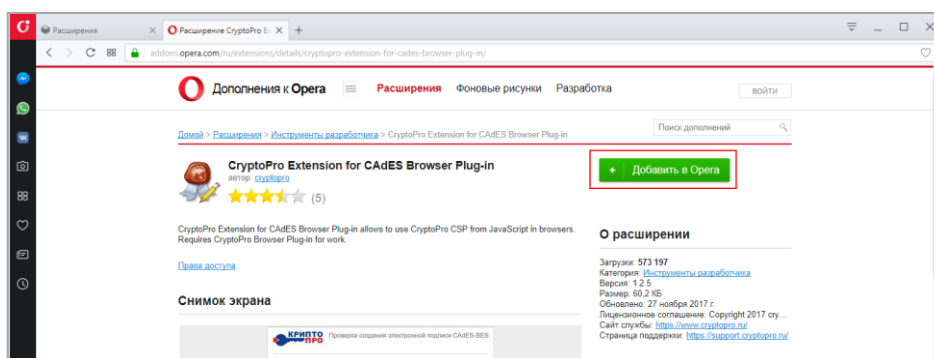 Расширения
Расширение CryptoPro Ex
addons.opera.com/ru/extensions/details/cryptopro-extension-for-cades-browser-plug-in/
Дополнения к Opera
Расширения
Фоновые рисунки
Разработка
войти
Домой > Расширения > Инструменты разработчика > CryptoPro Extension for CAdES Browser Plug-in
Поиск дополнений
CryptoPro Extension for CAdES Browser Plug-in
автор: cryptopro
(5)
+ Добавить в Opera
CryptoPro Extension for CAdES Browser Plug-in allows to use CryptoPro CSP from JavaScript in browsers.
Requires CryptoPro Browser Plug-in for work.
Права доступа
Снимок экрана
КРИПТО
ПРО
Проверка создания электронной подписи CAdES-BES
О расширении
Загрузки: 573 197
Категория: Инструменты разработчика
Версия: 1.2.5
Размер: 60,2 КБ
Обновлено: 27 ноября 2017 г.
Лицензионное соглашение: Copyright 2017 cry...
Сайт службы: https://www.cryptopro.ru/
Страница поддержки: https://support.cryptopro.ru/